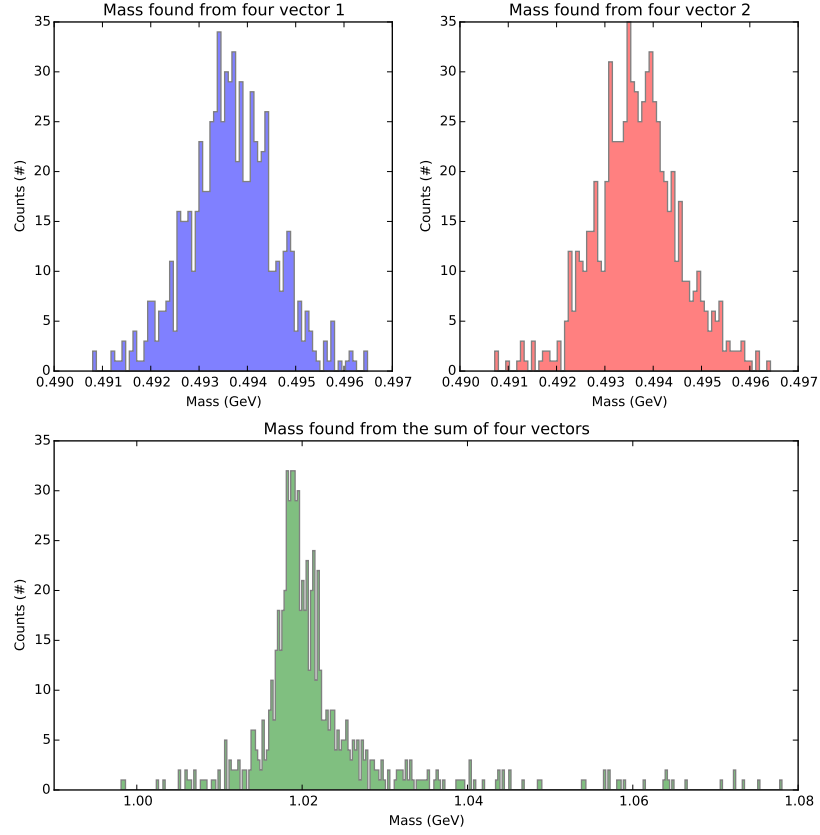 Mass found from four vector 1
Mass found from four vector 2
35
30
25
20
15
10
5
0
Counts (#)
0.490 0.491 0.492 0.493 0.494 0.495 0.496 0.497
Mass (GeV)
35
30
25
20
15
10
5
0
Counts (#)
0.490 0.491 0.492 0.493 0.494 0.495 0.496 0.497
Mass (GeV)
Mass found from the sum of four vectors
35
30
25
20
15
10
5
0
Counts (#)
1.00 1.02 1.04 1.06 1.08
Mass (GeV)